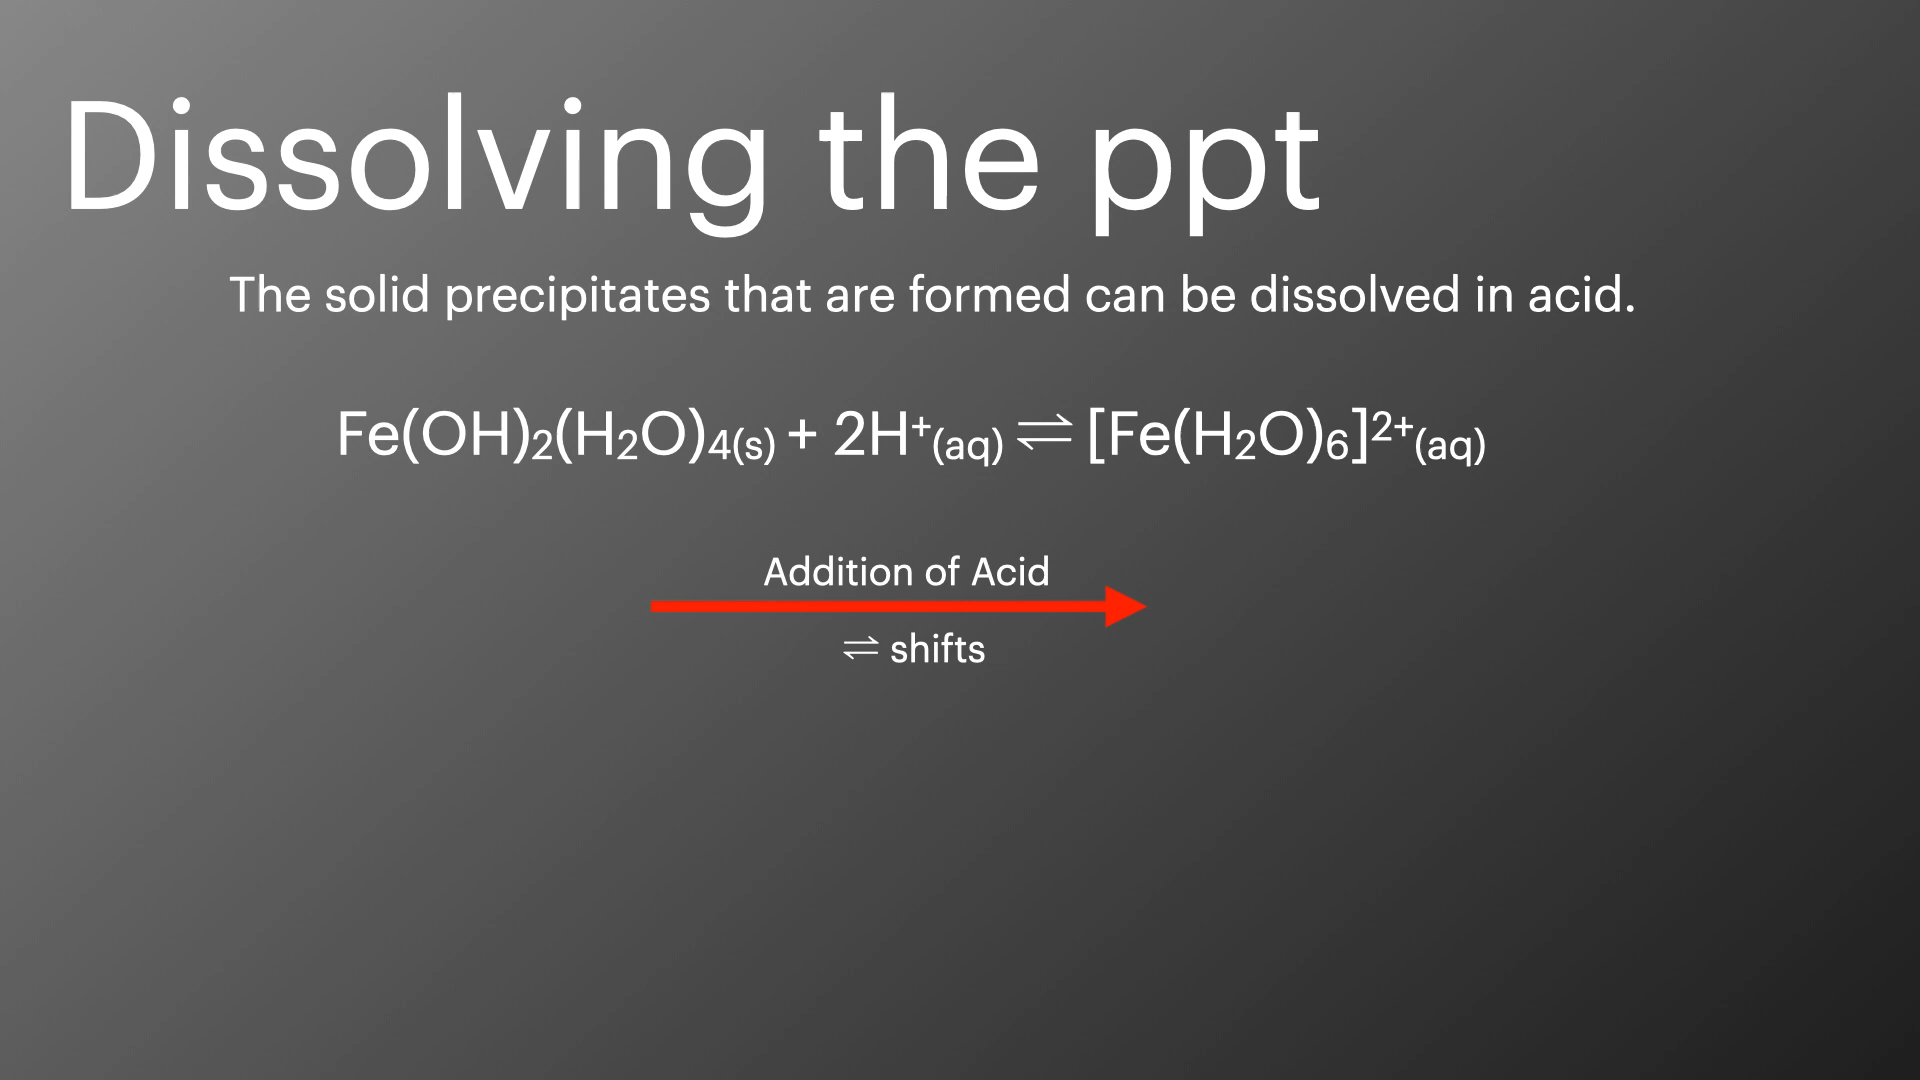 Dissolving the ppt
The solid precipitates that are formed can be dissolved in acid.
Fe(OH)₂(H₂O)₄(s) + 2H⁺(aq) ⇌ [Fe(H₂O)₆]²⁺(aq)
Addition of Acid
⇌ shifts